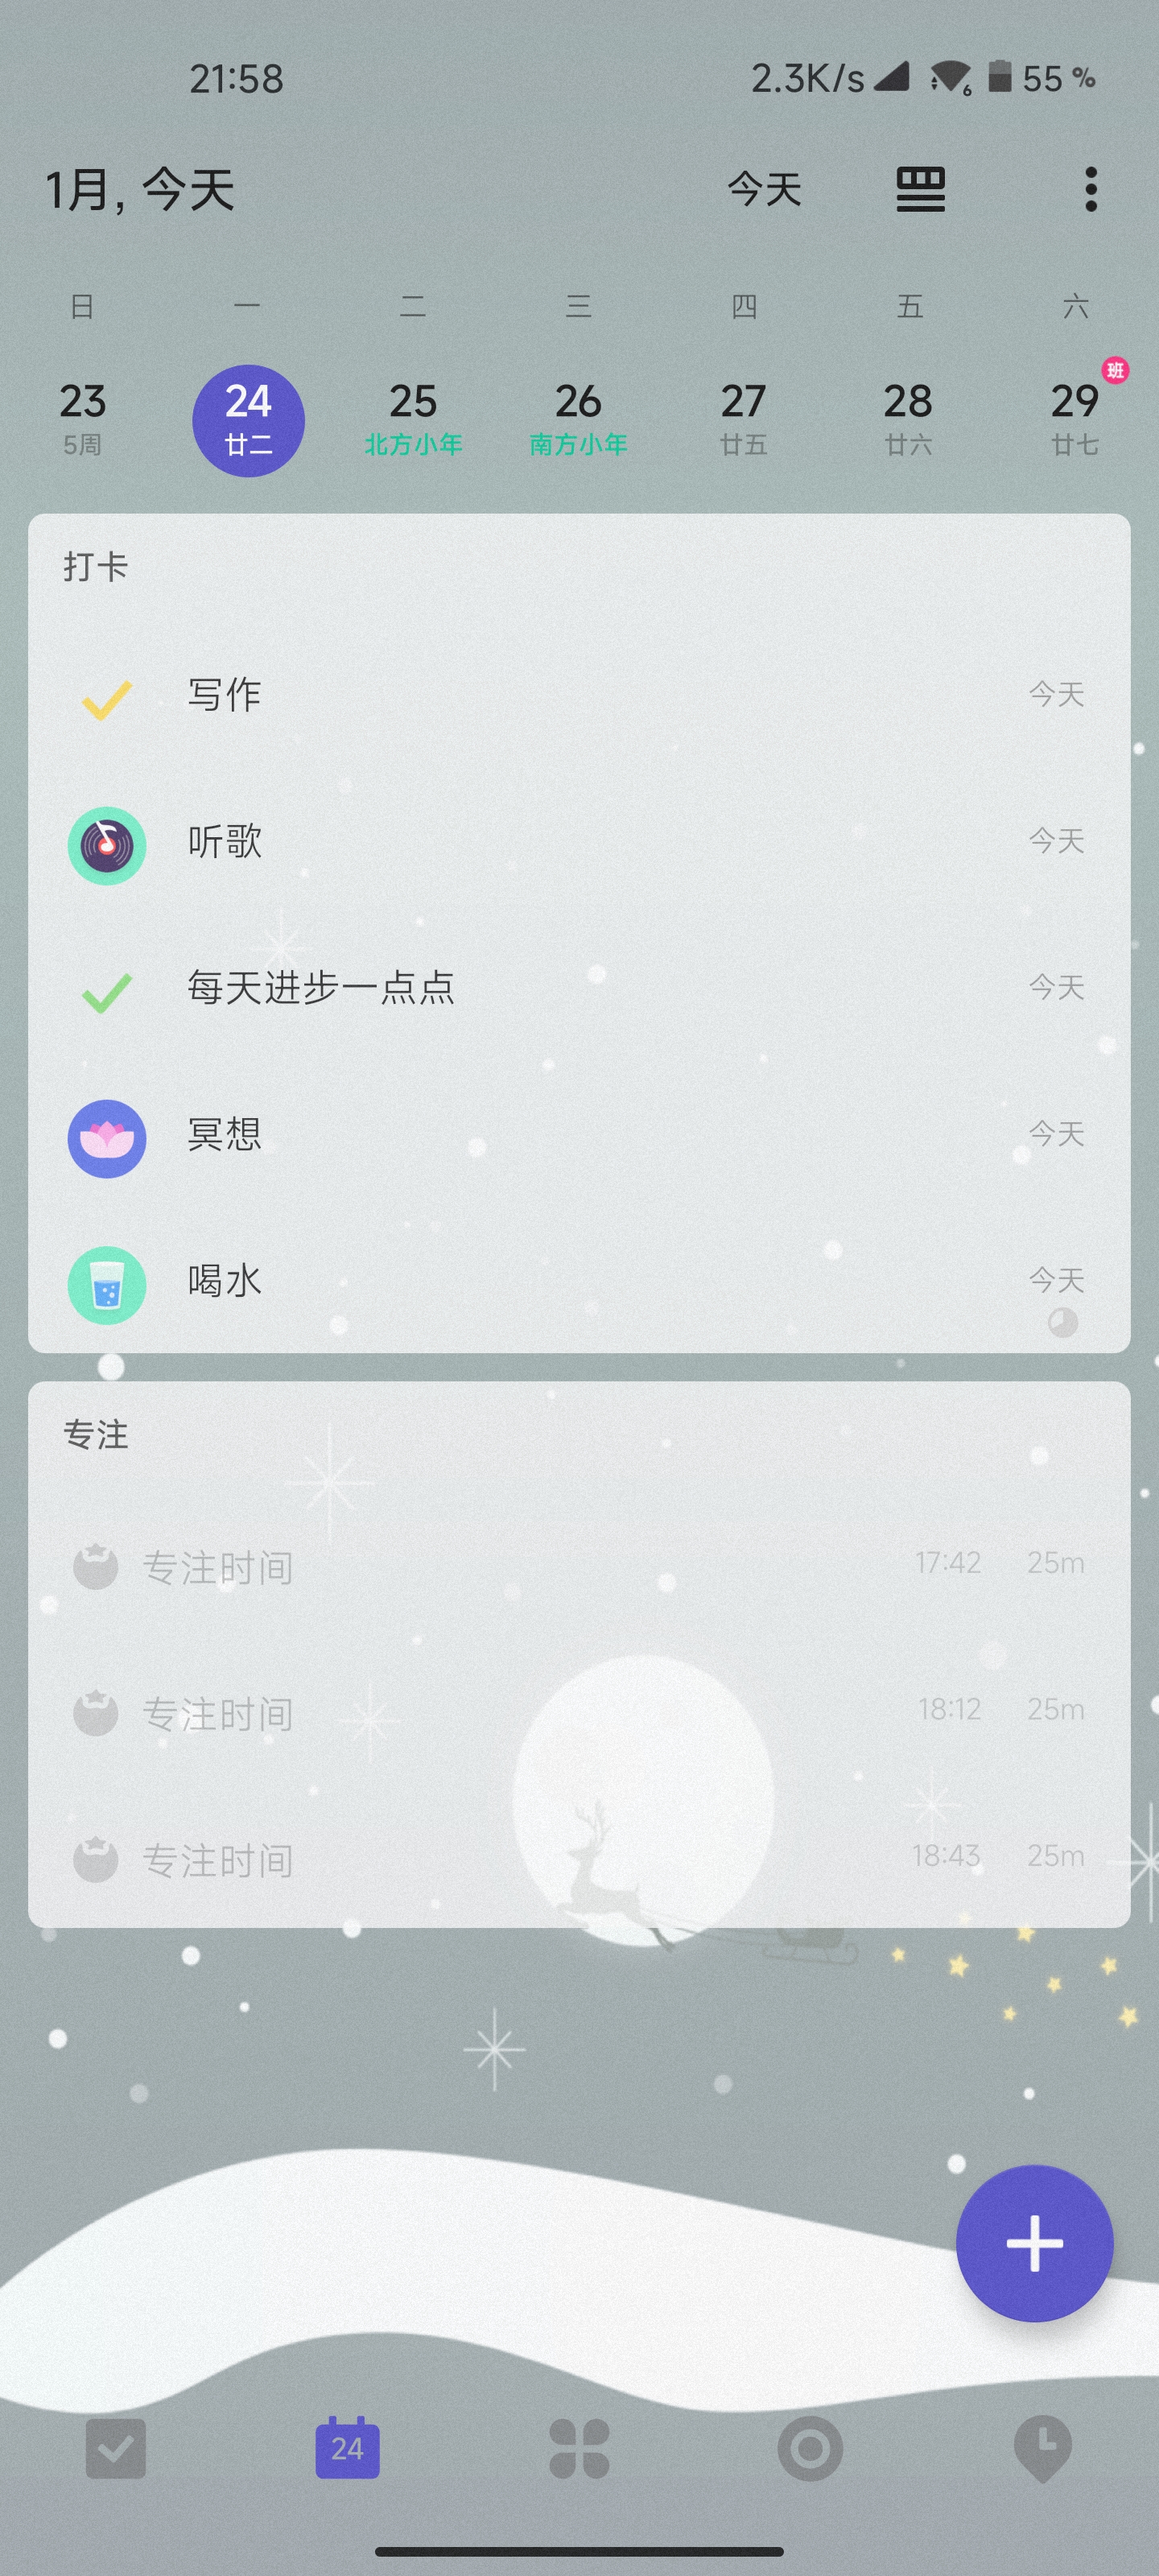 21:58 2.3K/s 6 55 %
1月, 今天 今天
日 一 二 三 四 五 六
23 24 25 26 27 28 29 班
5周 廿二 北方小年 南方小年 廿五 廿六 廿七
打卡
写作 今天
听歌 今天
每天进步一点点 今天
冥想 今天
喝水 今天
专注
专注时间 17:42 25m
专注时间 18:12 25m
专注时间 18:43 25m
24